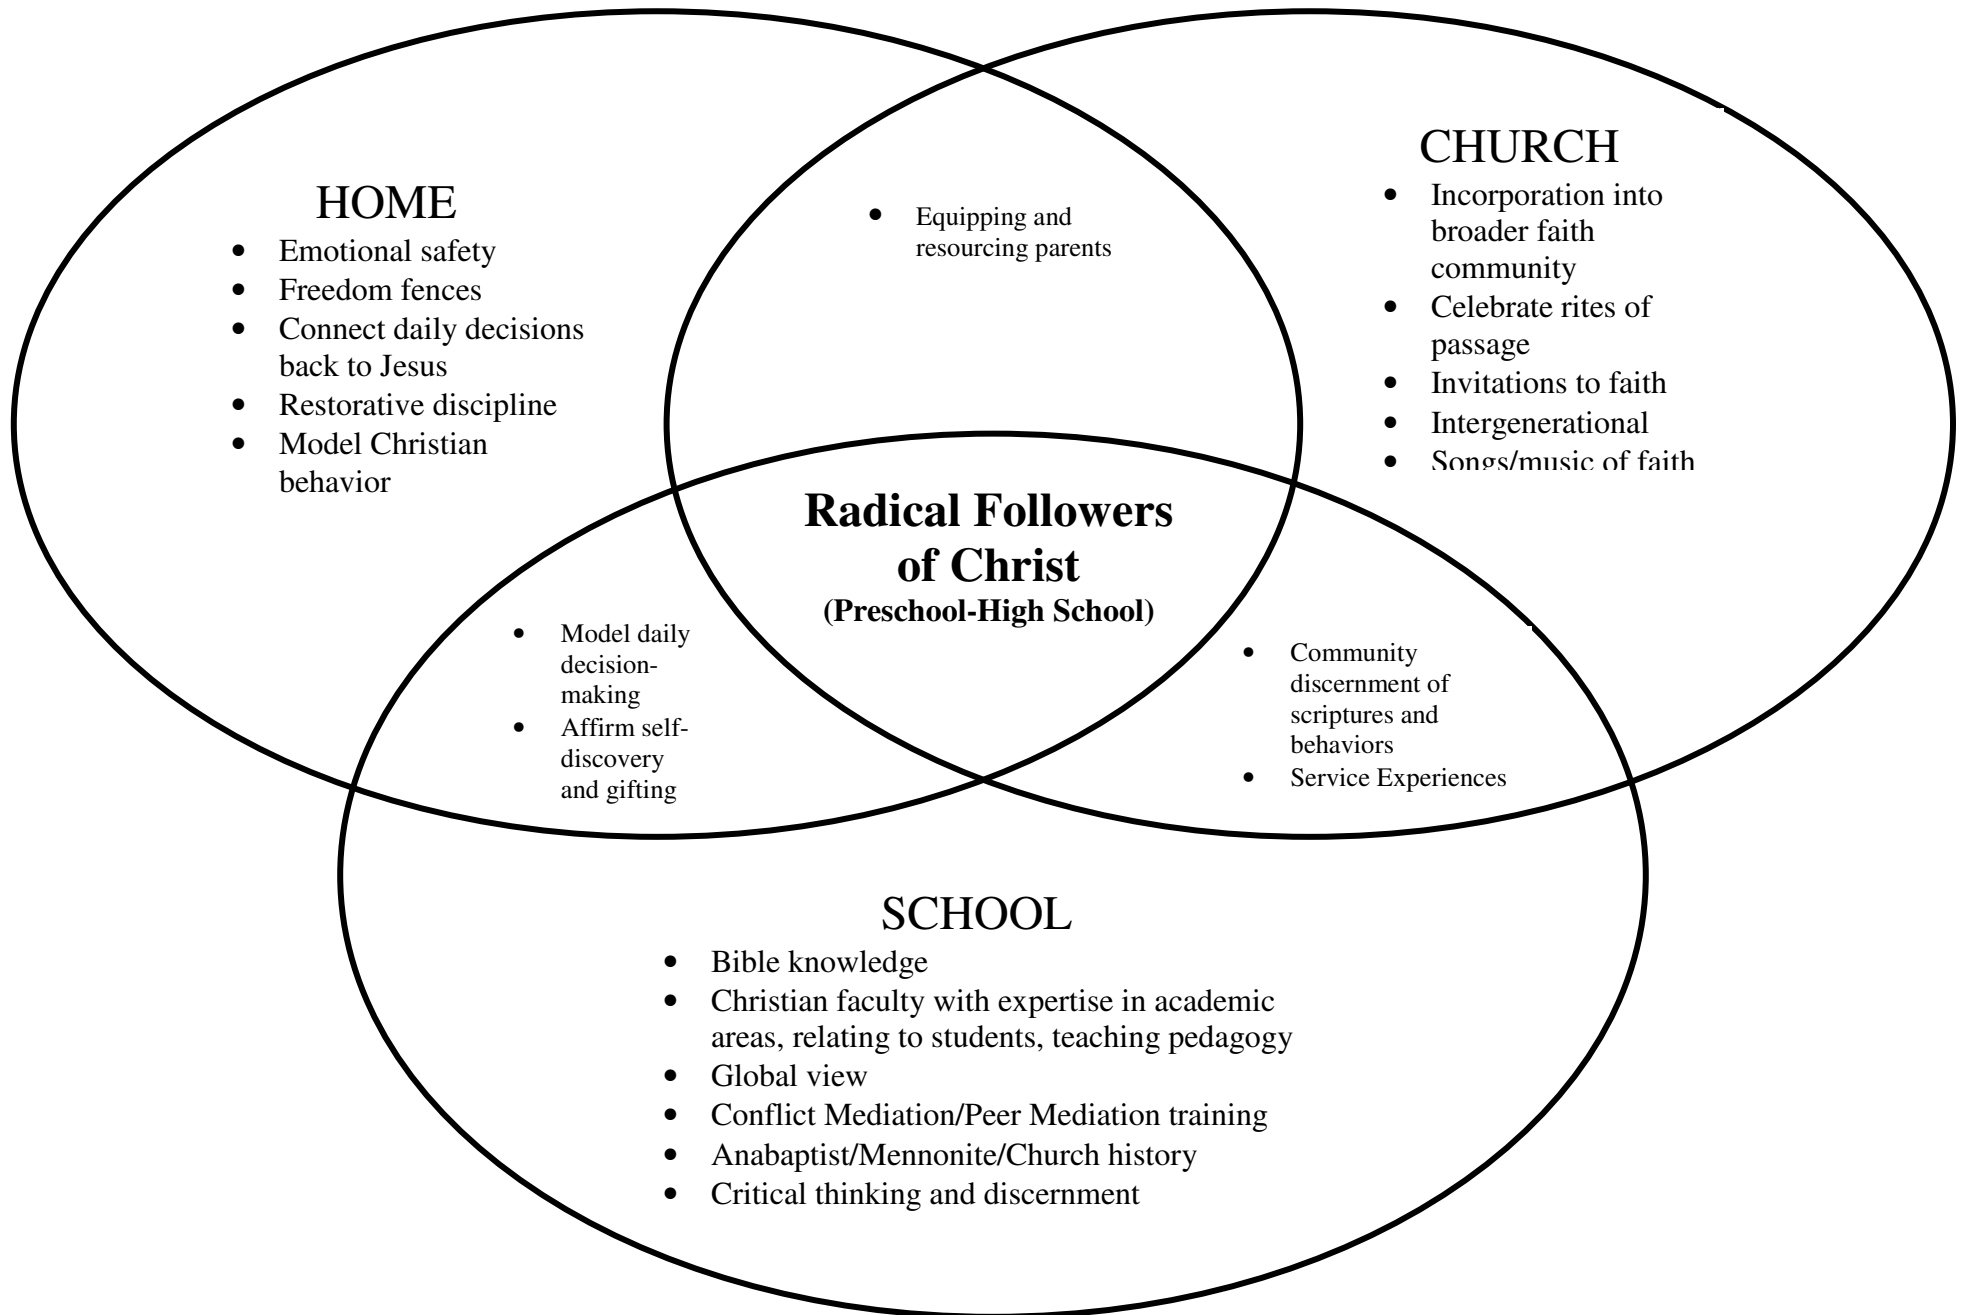 HOME
• Emotional safety
• Freedom fences
• Connect daily decisions
back to Jesus
• Restorative discipline
• Model Christian
behavior
• Equipping and
resourcing parents
CHURCH
• Incorporation into
broader faith
community
• Celebrate rites of
passage
• Invitations to faith
• Intergenerational
• Songs/music of faith
Radical Followers
of Christ
(Preschool-High School)
• Model daily
decision-
making
• Affirm self-
discovery
and gifting
• Community
discernment of
scriptures and
behaviors
• Service Experiences
SCHOOL
• Bible knowledge
• Christian faculty with expertise in academic
areas, relating to students, teaching pedagogy
• Global view
• Conflict Mediation/Peer Mediation training
• Anabaptist/Mennonite/Church history
• Critical thinking and discernment